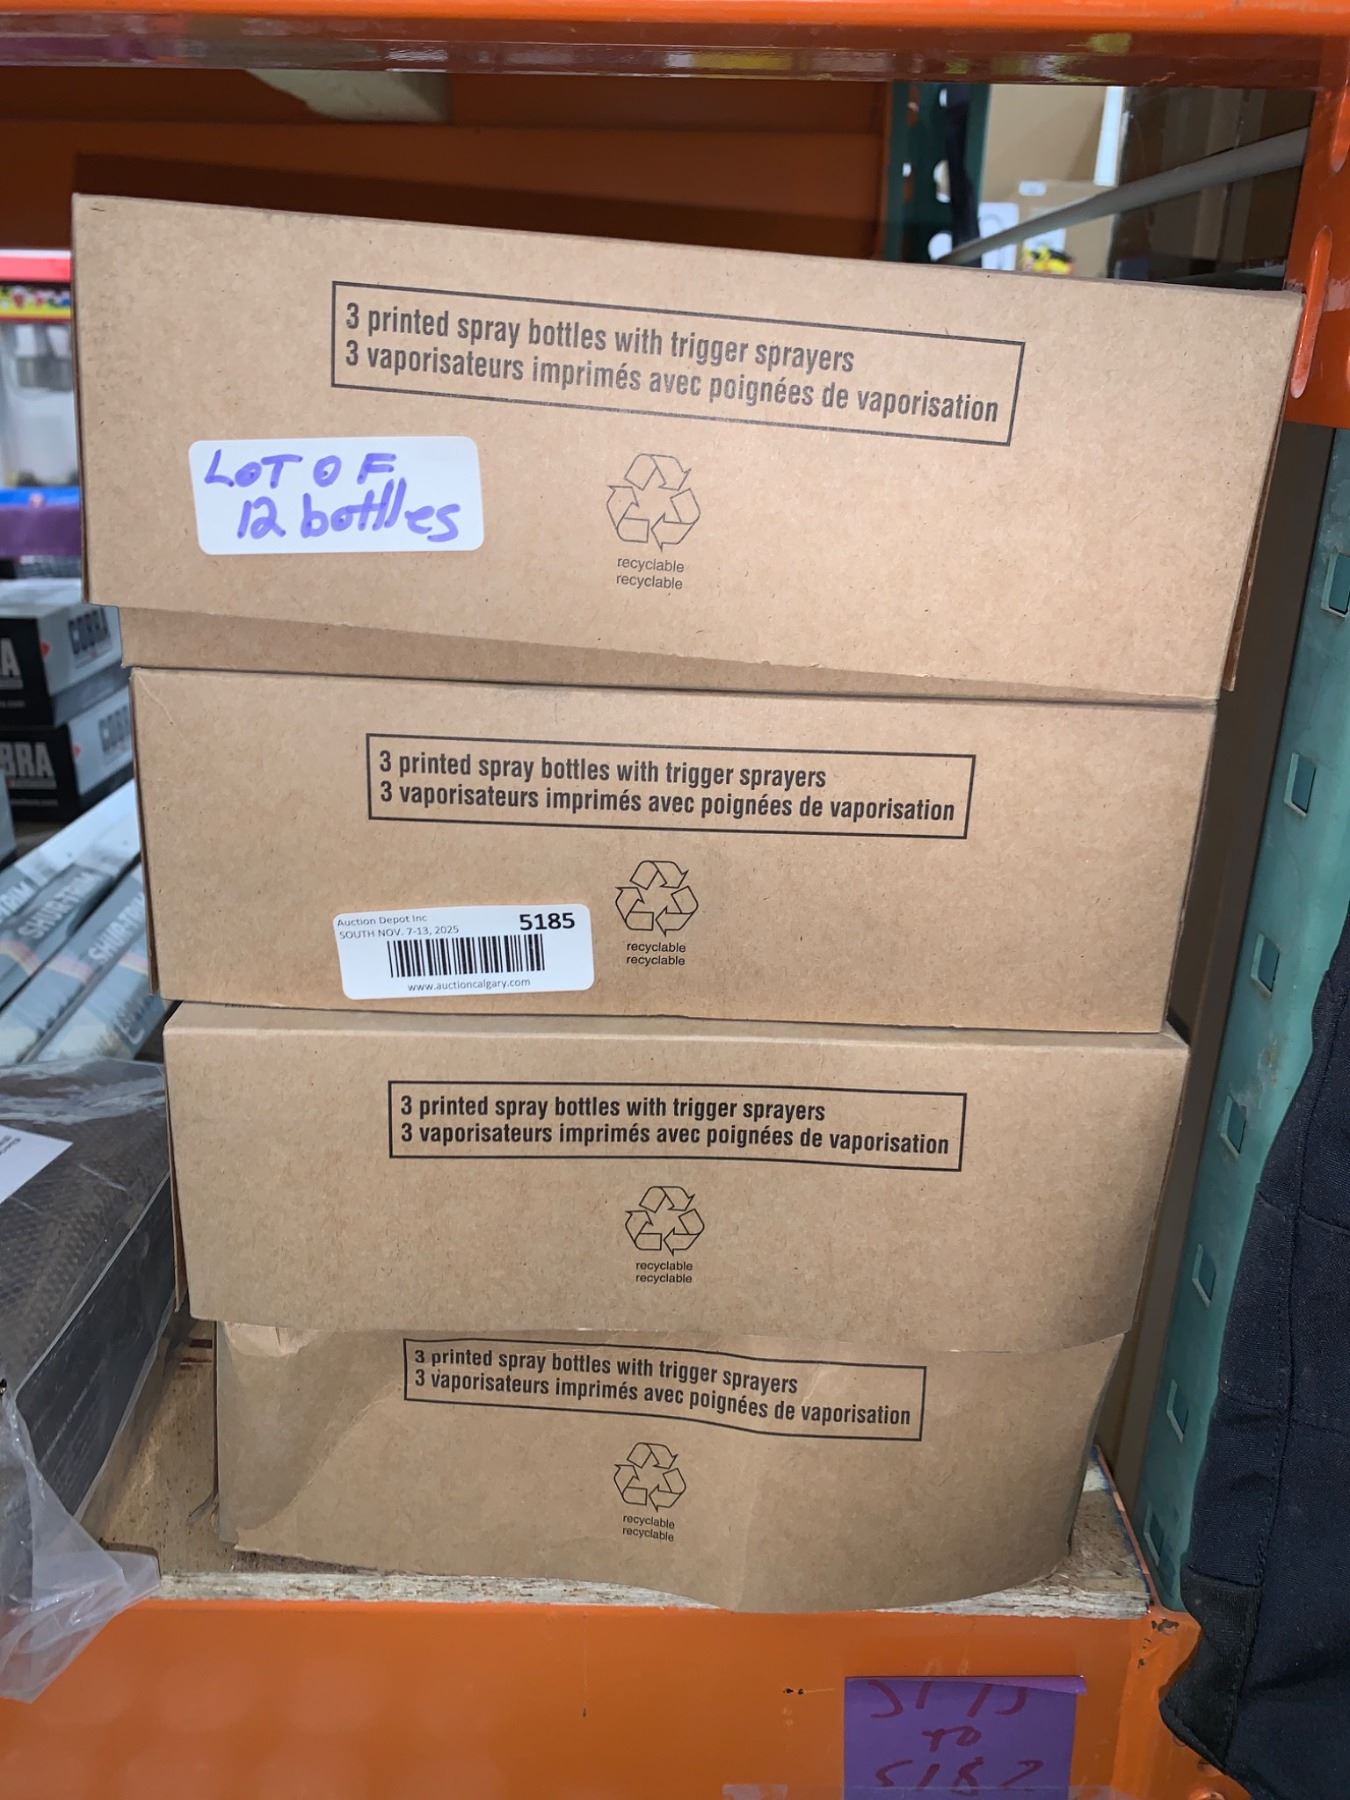 3 printed spray bottles with trigger sprayers
3 vaporisateurs imprimés avec poignées de vaporisation
LOT OF
12 bottles
recyclable
recyclable
3 printed spray bottles with trigger sprayers
3 vaporisateurs imprimés avec poignées de vaporisation
Auction Depot Inc
5185
SOUTH NOV. 7-13, 2025
www.auctioncalgary.com
recyclable
recyclable
3 printed spray bottles with trigger sprayers
3 vaporisateurs imprimés avec poignées de vaporisation
recyclable
recyclable
3 printed spray bottles with trigger sprayers
3 vaporisateurs imprimés avec poignées de vaporisation
recyclable
recyclable
COBRA
to